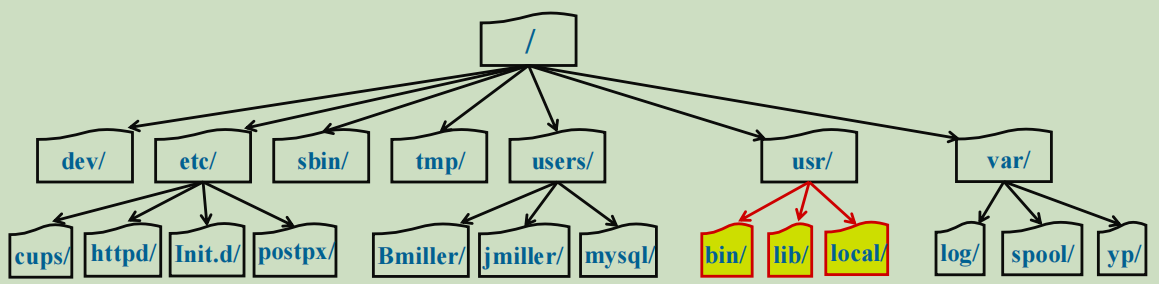 /
dev/ etc/ sbin/ tmp/ users/ usr/ var/
cups/ httpd/ Init.d/ postpx/ Bmiller/ jmiller/ mysql/ bin/ lib/ local/ log/ spool/ yp/